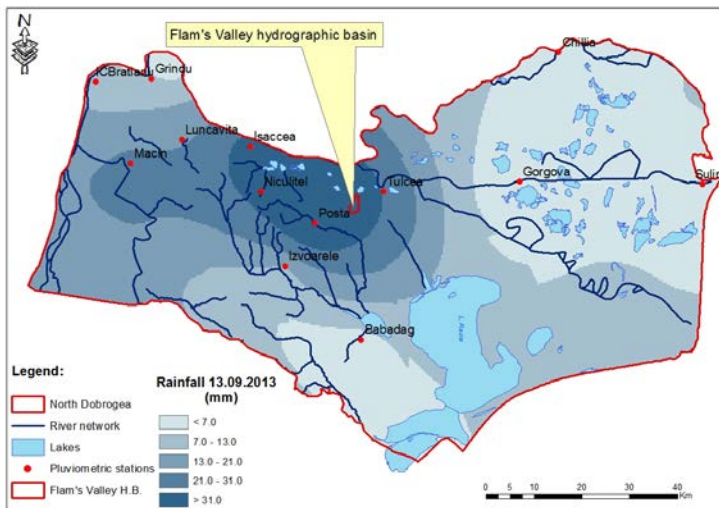 Flam's Valley hydrographic basin
N
Chillia
ICBratianu
Grindu
Luncavita
Isaccea
Macin
Niculitel
Tulcea
Gorgova
Sulin
Posta
Izvoarele
Babadag
Legend:
North Dobrogea
River network
Lakes
Pluviometric stations
Flam's Valley H.B.
Rainfall 13.09.2013
(mm)
< 7.0
7.0 - 13.0
13.0 - 21.0
21.0 - 31.0
> 31.0
0 5 10 20 30 40
Km